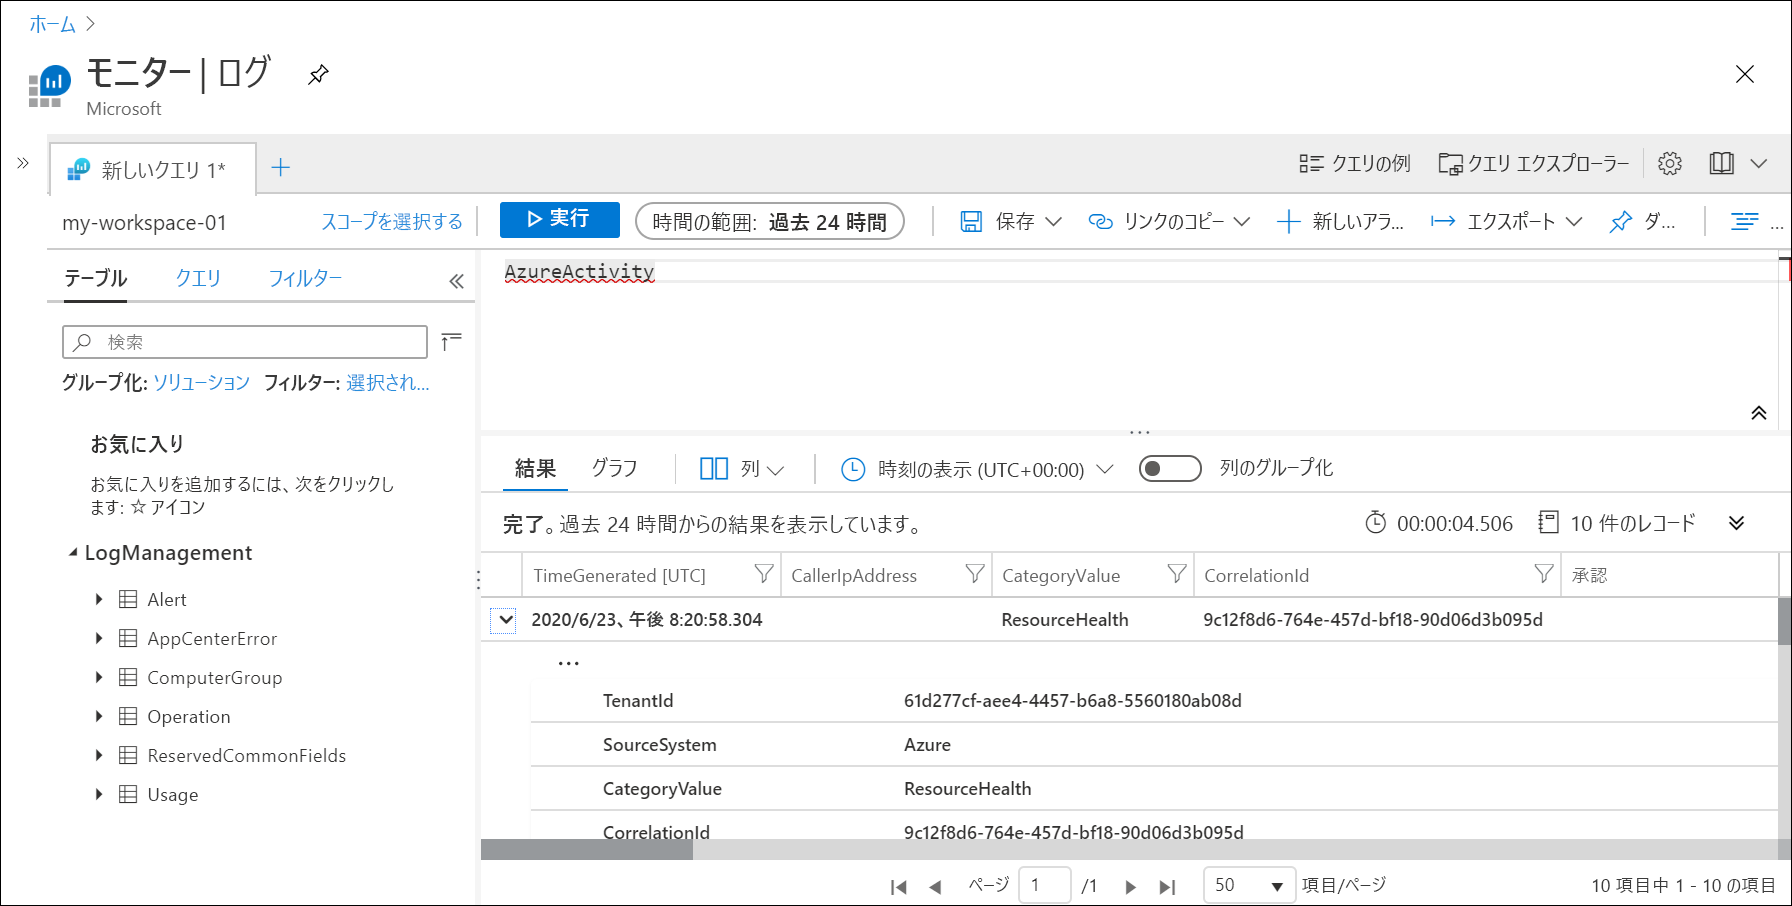 ホーム
モニター | ログ
Microsoft
新しいクエリ 1*
クエリの例
クエリ エクスプローラー
my-workspace-01
スコープを選択する
実行
時間の範囲: 過去 24 時間
保存
リンクのコピー
新しいアラ...
エクスポート
ダ...
...
テーブル
クエリ
フィルター
AzureActivity
検索
グループ化: ソリューション フィルター: 選択され...
お気に入り
お気に入りを追加するには、次をクリックし
ます: ☆ アイコン
LogManagement
Alert
AppCenterError
ComputerGroup
Operation
ReservedCommonFields
Usage
結果
グラフ
列
時刻の表示 (UTC+00:00)
列のグループ化
完了。過去 24 時間からの結果を表示しています。
00:00:04.506
10 件のレコード
TimeGenerated [UTC]
CallerIpAddress
CategoryValue
CorrelationId
承認
2020/6/23、午後 8:20:58.304
ResourceHealth
9c12f8d6-764e-457d-bf18-90d06d3b095d
...
TenantId 61d277cf-aee4-4457-b6a8-5560180ab08d
SourceSystem Azure
CategoryValue ResourceHealth
CorrelationId 9c12f8d6-764e-457d-bf18-90d06d3b095d
ページ 1 /1
50 項目/ページ
10 項目中 1 - 10 の項目